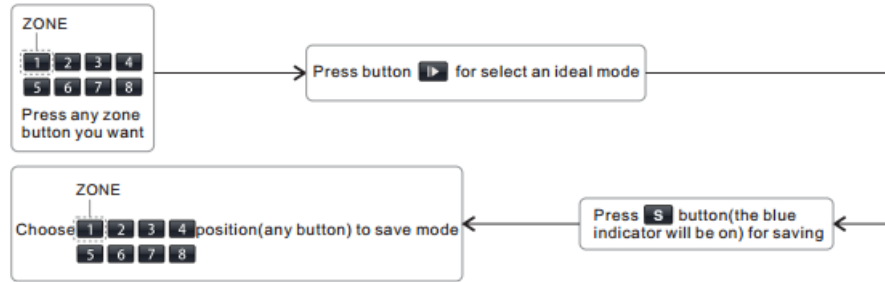 ZONE
1 2 3 4
5 6 7 8
Press any zone
button you want
Press button for select an ideal mode
Press S button(the blue
indicator will be on) for saving
ZONE
Choose 1 2 3 4 position(any button) to save mode
5 6 7 8